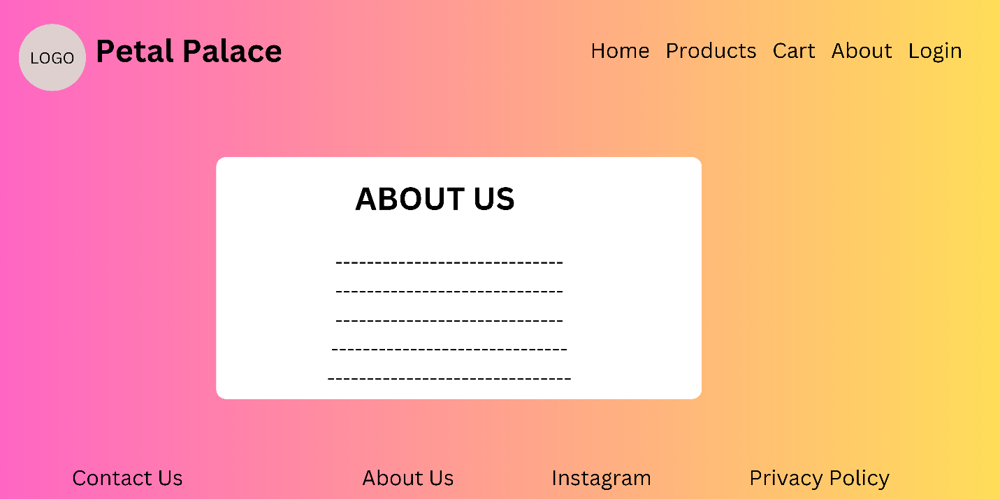 LOGO Petal Palace Home Products Cart About Login
ABOUT US
-----------------------------
-----------------------------
-----------------------------
------------------------------
-------------------------------
Contact Us About Us Instagram Privacy Policy